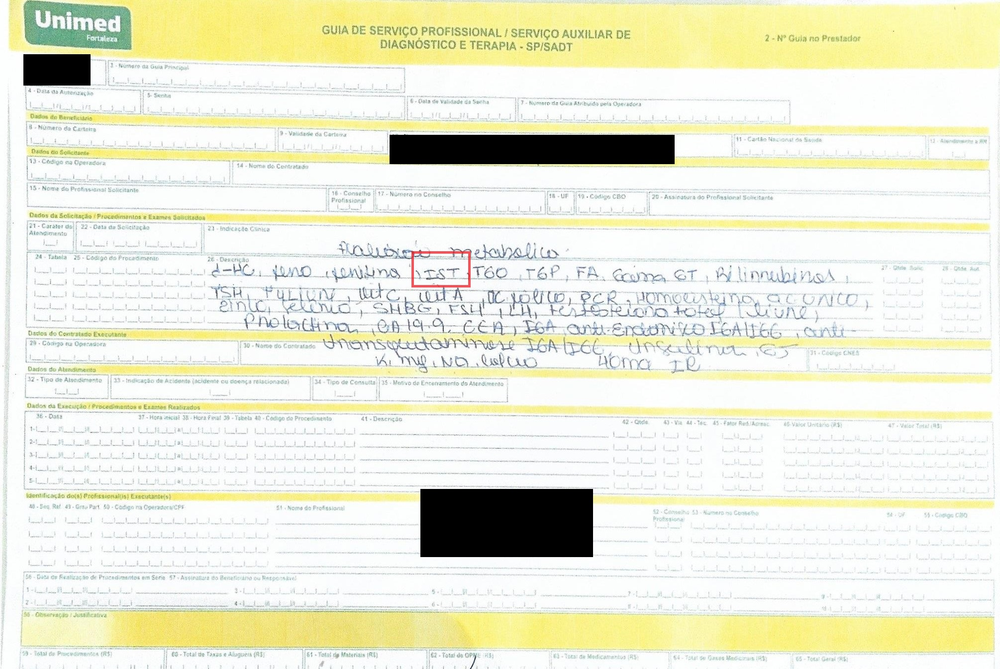 Unimed
Fortaleza
GUIA DE SERVIÇO PROFISSIONAL / SERVIÇO AUXILIAR DE
DIAGNÓSTICO E TERAPIA - SP/SADT
2 - Nº Guia no Prestador
3 - Número da Guia Principal
4 - Data da Autorização
5- Senha
6 - Data de Validade da Senha
7 - Número da Guia Atribuído pela Operadora
Dados do Beneficiário
8 - Número da Carteira
9 - Validade da Carteira
11 - Cartão Nacional de Saúde
12 - Atendimento a RN
Dados do Solicitante
13 - Código na Operadora
14 - Nome do Contratado
15 - Nome do Profissional Solicitante
16 - Conselho Profissional
17 - Número no Conselho
18 - UF
19 - Código CBO
20 - Assinatura do Profissional Solicitante
Dados da Solicitação / Procedimentos e Exames Solicitados
21 - Caráter do Atendimento
22 - Data da Solicitação
23 - Indicação Clínica
metabolica
24 - Tabela 25 - Código do Procedimento 26 - Descrição
27 - Qtde. Solic. 28 - Qtde. Aut.
, IST, TGO, TGP, FA. Gama GT, Bilirrubinas,
TSH, , Vit C, Vit A, ac fólico, PCR, Homocisteina, ac urico,
zinco, selênio, SHBG, FSH, LH, testosterona total/livre,
Prolactina, CA 19.9, CEA, IGA, anti-Endomísio IGA/IGG, anti-
transglutaminase IGA/IGG, Insulina, GJ
K, mg, Na, Calcio Homa IR
Dados do Contratado Executante
29 - Código na Operadora
30 - Nome do Contratado
31 - Código CNES
Dados do Atendimento
32 - Tipo de Atendimento
33 - Indicação de Acidente (acidente ou doença relacionada)
34 - Tipo de Consulta
35 - Motivo de Encerramento do Atendimento
Dados da Execução / Procedimentos e Exames Realizados
36 - Data 37 - Hora Inicial 38 - Hora Final 39 - Tabela 40 - Código do Procedimento 41 - Descrição 42 - Qtde. 43 - Via 44 - Tec. 45 - Fator Red./Acresc. 46-Valor Unitário (R$) 47 - Valor Total (R$)
1-
2-
3-
4-
5-
Identificação do(s) Profissional(is) Executante(s)
48 - Seq. Ref 49 - Grau Part. 50 - Código na Operadora/CPF 51 - Nome do Profissional 52 - Conselho Profissional 53 - Número no Conselho 54 - UF 55 - Código CBO
56 - Data de Realização de Procedimentos em Série 57 - Assinatura do Beneficiário ou Responsável
1 - 3 - 5 - 7 - 9 -
2 - 4 - 6 - 8 - 10 -
58 - Observação / Justificativa
59 - Total de Procedimentos (R$)
60 - Total de Taxas e Aluguéis (R$)
61 - Total de Materiais (R$)
62 - Total de OPME (R$)
63 - Total de Medicamentos (R$)
64 - Total de Gases Medicinais (R$)
65 - Total Geral (R$)